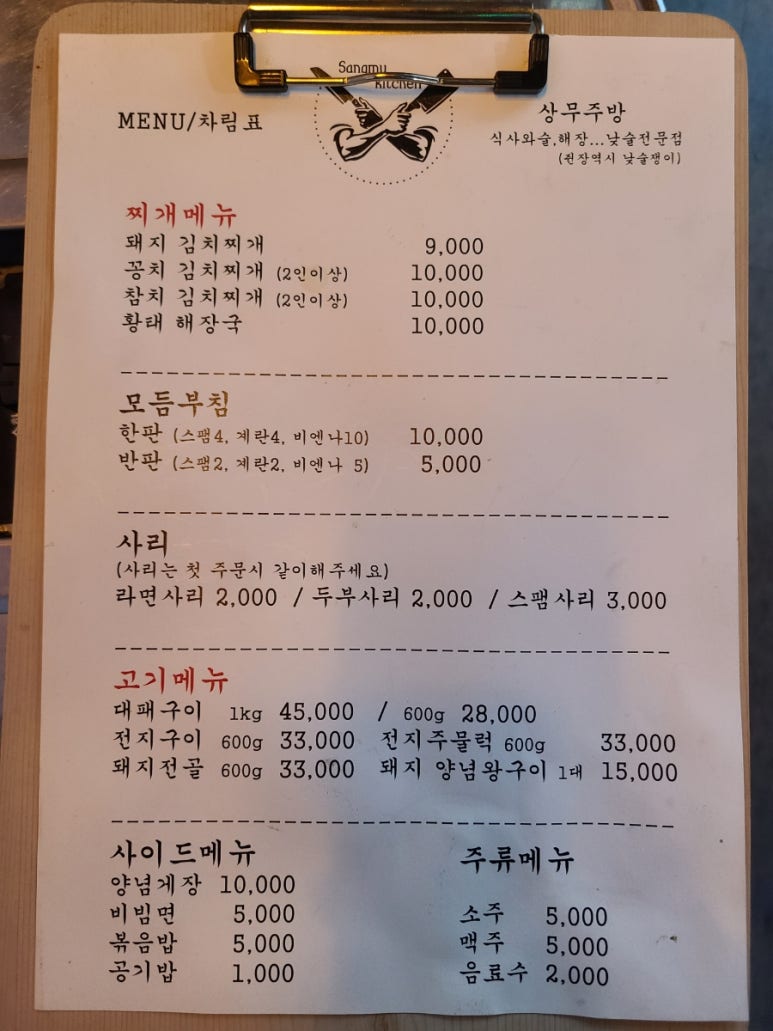 Sangmu
Kitchen
MENU/차림표
상무주방
식사와술,해장...낮술전문점
(된장역시 낮술쟁이)
찌개메뉴
돼지 김치찌개 9,000
꽁치 김치찌개 (2인이상) 10,000
참치 김치찌개 (2인이상) 10,000
황태 해장국 10,000
모듬부침
한판 (스팸4, 계란4, 비엔나10) 10,000
반판 (스팸2, 계란2, 비엔나 5) 5,000
사리
(사리는 첫 주문시 같이해주세요)
라면사리 2,000 / 두부사리 2,000 / 스팸사리 3,000
고기메뉴
대패구이 1kg 45,000 / 600g 28,000
전지구이 600g 33,000 전지주물럭 600g 33,000
돼지전골 600g 33,000 돼지 양념왕구이 1대 15,000
사이드메뉴
양념게장 10,000
비빔면 5,000
볶음밥 5,000
공기밥 1,000
주류메뉴
소주 5,000
맥주 5,000
음료수 2,000